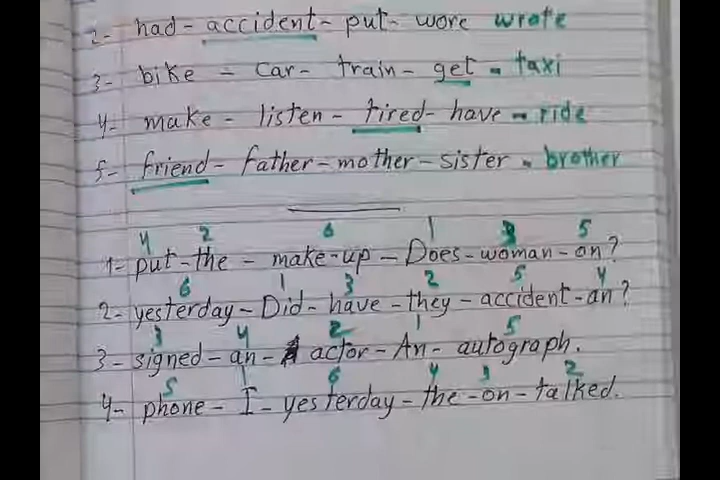 2- had- accident- put- wore wrate
3- bike - car- train- get - taxi
4- make - listen - tired- have - ride
5- friend- father-mother-sister - brother
4 2 6 1 3 5
1- put-the- make-up- Does-woman-on?
6 1 3 2 5 4
2- yesterday- Did- have -they- accident-an?
3 4 2 1 5
3- signed- an- actor- An- autograph.
5 1 6 4 3 2
4- phone- I- yesterday-the-on-talked.